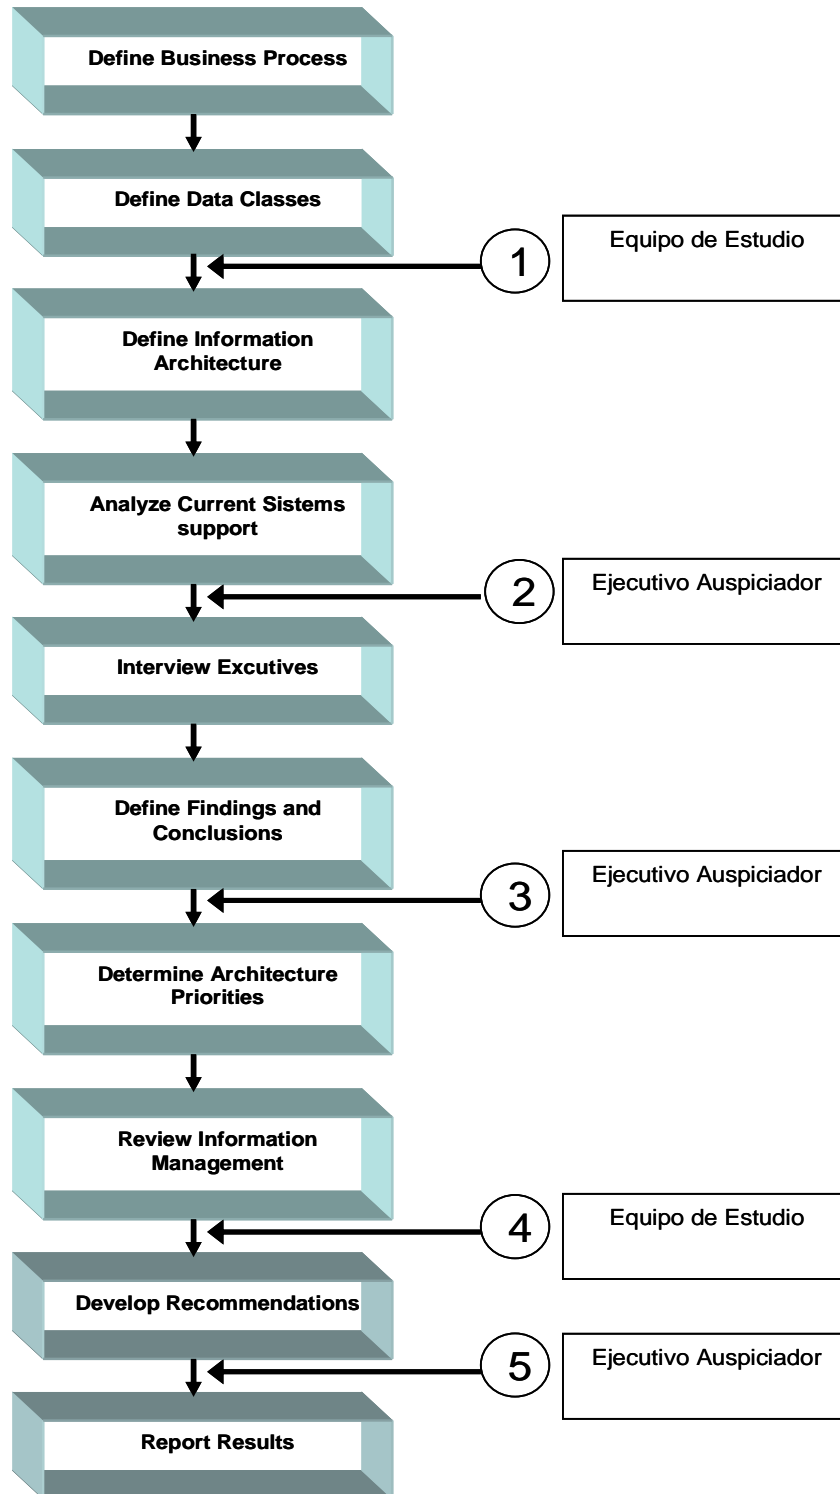 Define Business Process
Define Data Classes
1
Equipo de Estudio
Define Information
Architecture
Analyze Current Sistems
support
2
Ejecutivo Auspiciador
Interview Excutives
Define Findings and
Conclusions
3
Ejecutivo Auspiciador
Determine Architecture
Priorities
Review Information
Management
4
Equipo de Estudio
Develop Recommendations
5
Ejecutivo Auspiciador
Report Results